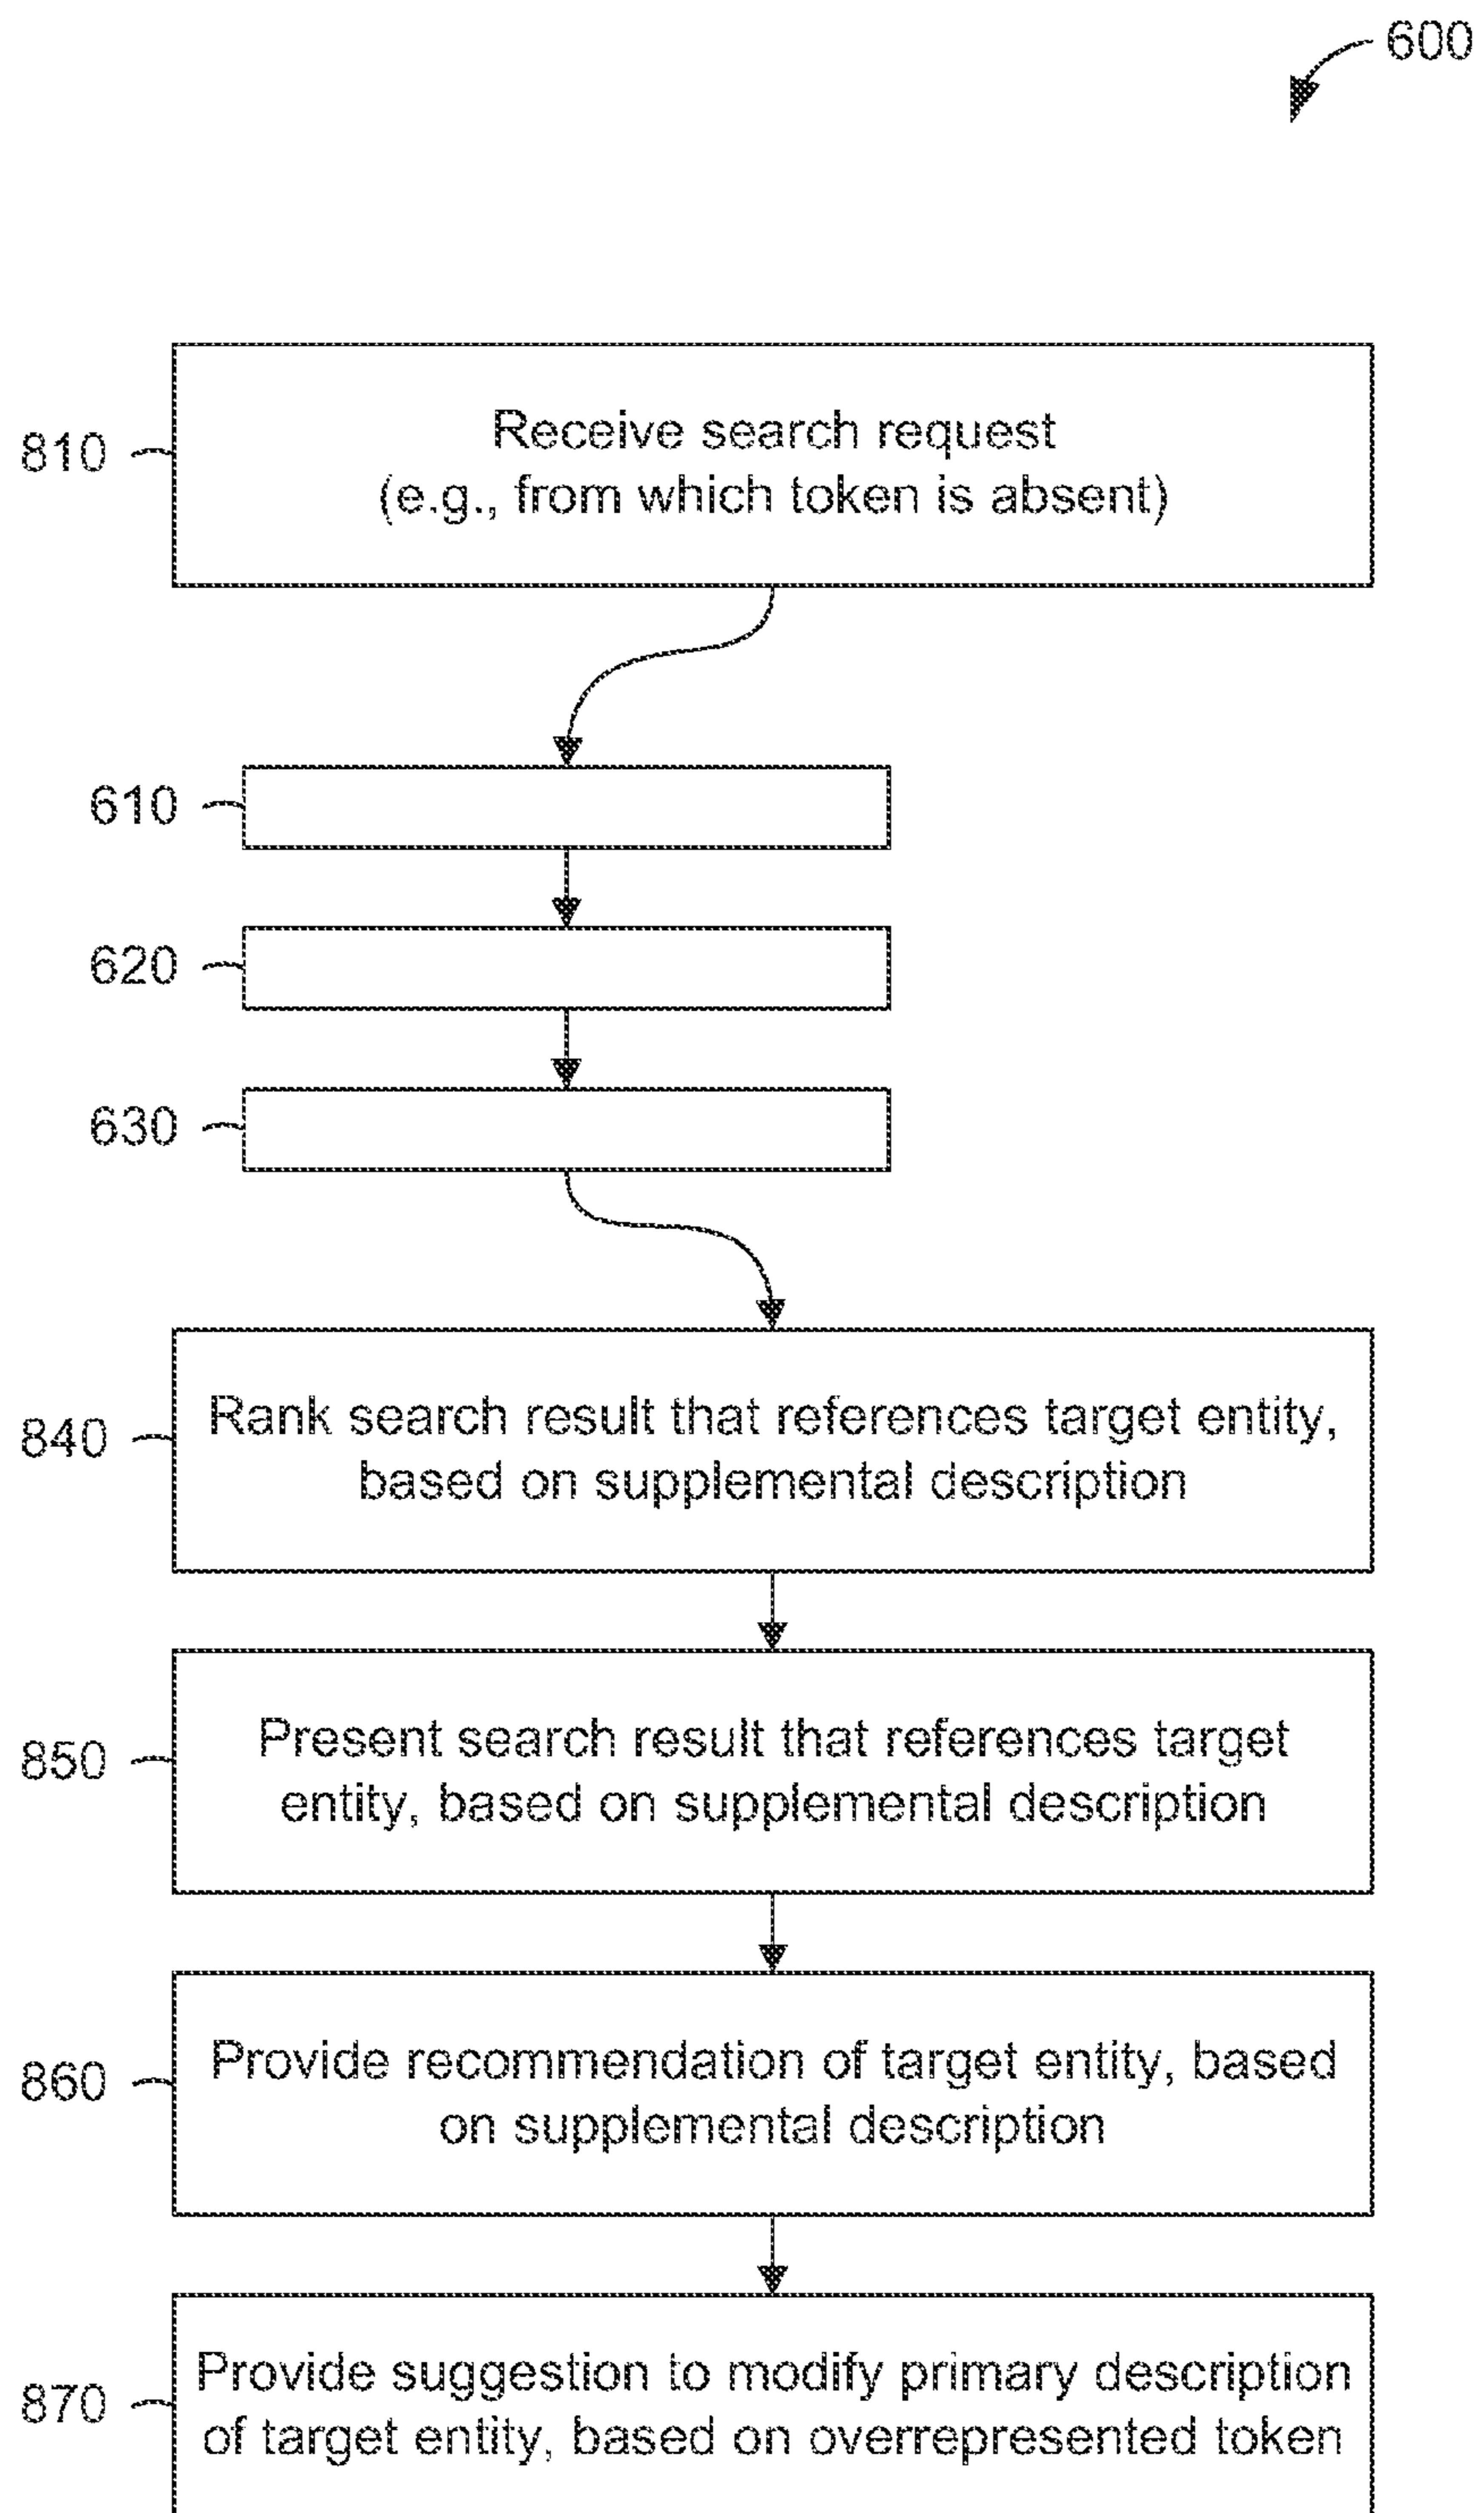 600
810
Receive search request
(e.g., from which token is absent)
610
620
630
840
Rank search result that references target entity,
based on supplemental description
850
Present search result that references target
entity, based on supplemental description
860
Provide recommendation of target entity, based
on supplemental description
870
Provide suggestion to modify primary description
of target entity, based on overrepresented token